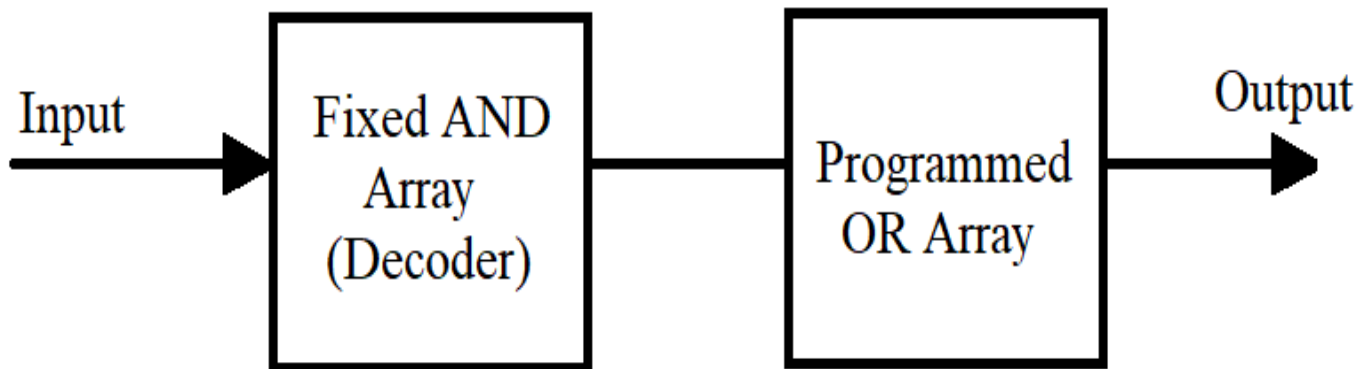 Input
Fixed AND
Array
(Decoder)
Programmed
OR Array
Output